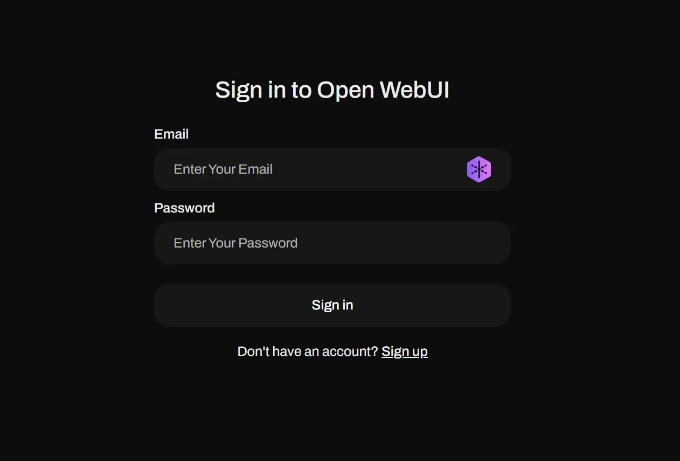 Sign in to Open WebUI
Email
Enter Your Email
Password
Enter Your Password
Sign in
Don't have an account? Sign up